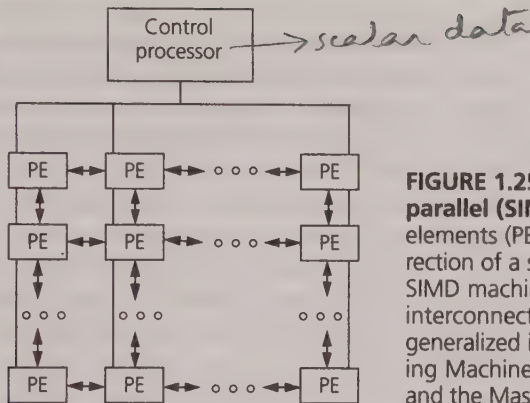 Control
processor
scalar data
PE PE PE
PE PE PE
PE PE PE
FIGURE 1.25
parallel (SIM
elements (PE
rection of a s
SIMD machin
interconnect
generalized i
ing Machine
and the Mas